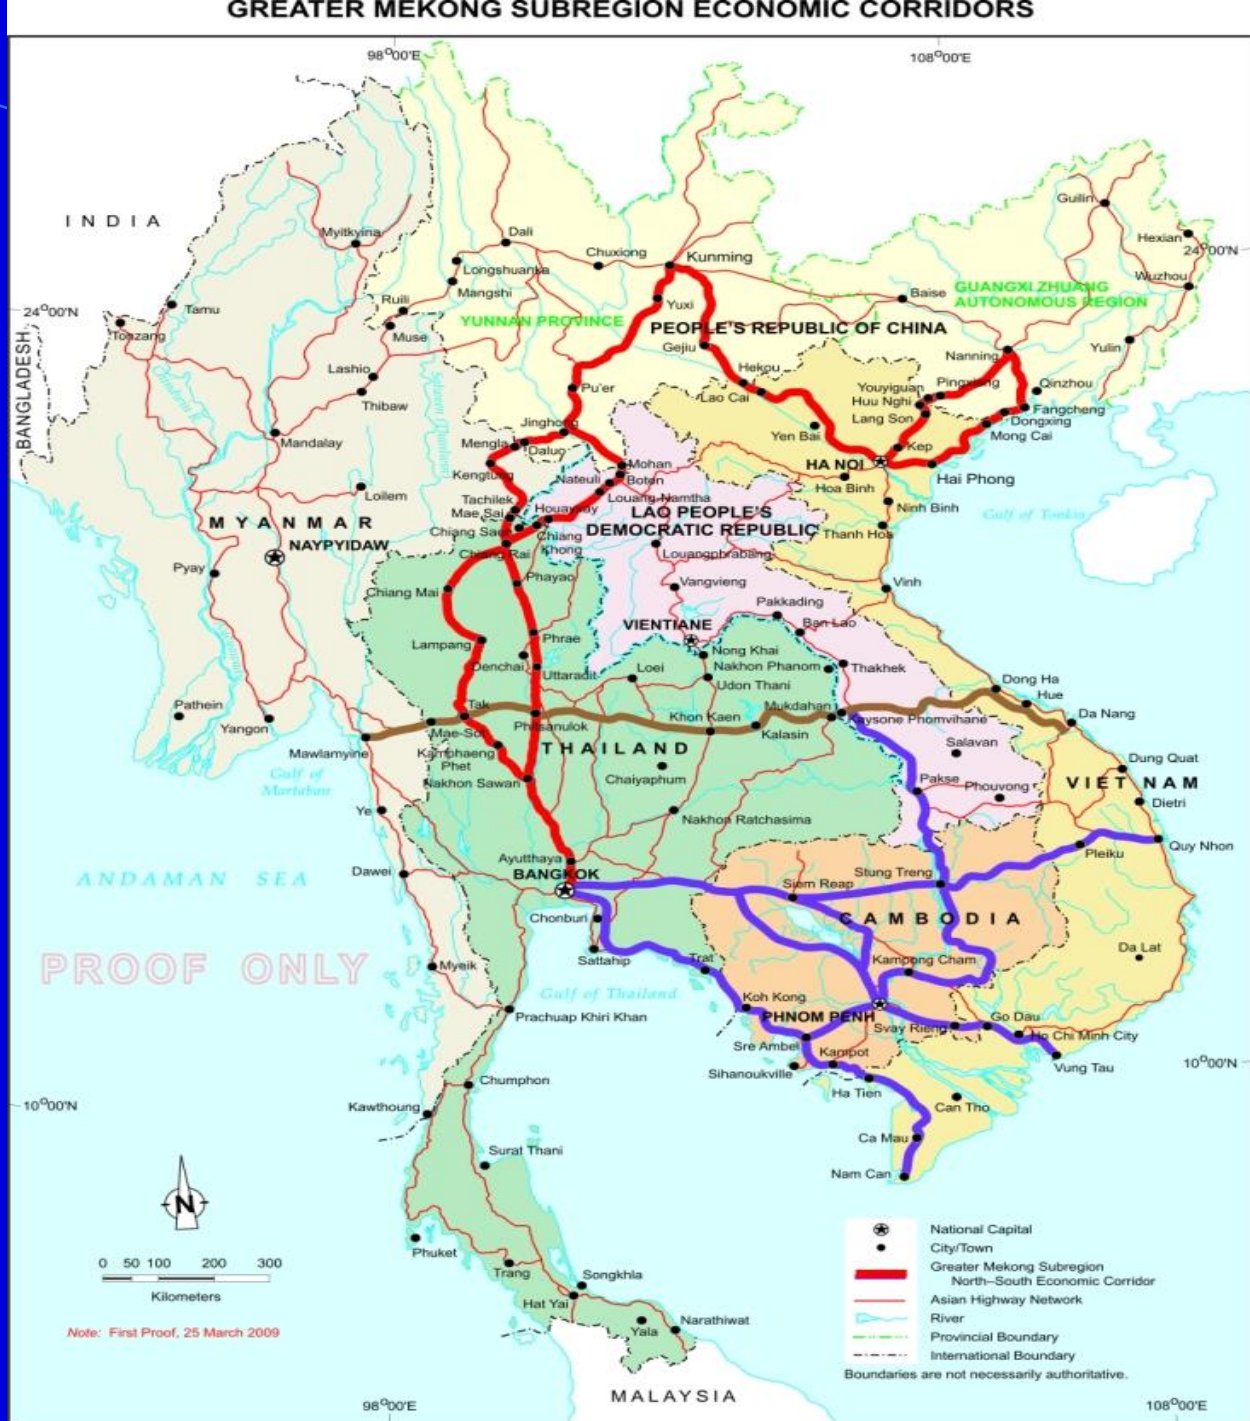 GREATER MEKONG SUBREGION ECONOMIC CORRIDORS
98°00'E
108°00'E
INDIA
Guilin
Hexian
24°00'N
Myitkyina
Dali
Chuxiong
Kunming
Longshuanka
Mangshi
Wuzhou
Ruili
Yuxi
Baise
GUANGXI ZHUANG
AUTONOMOUS REGION
24°00'N
Tamu
Tonzang
Muse
YUNNAN PROVINCE
PEOPLE'S REPUBLIC OF CHINA
Gejiu
Nanning
Yulin
BANGLADESH
Lashio
Hekou
Pingxiang
Youyiguan
Qinzhou
Thibaw
Pu'er
Lao Cai
Huu Nghi
Fangcheng
Lang Son
Dongxing
Jinghong
Yen Bai
Mong Cai
Mandalay
Mengla
Daluo
Kep
Mohan
HA NOI
Kengtung
Nateuli
Boten
Hai Phong
Hoa Binh
Loilem
Louang Namtha
Tachilek
Houayxay
Ninh Binh
Mae Sai
LAO PEOPLE'S
DEMOCRATIC REPUBLIC
Gulf of Tonkin
MYANMAR
Chiang Saen
Chiang
Khong
Thanh Hoa
NAYPYIDAW
Chiang Rai
Louangphrabang
Pyay
Phayao
Vangvieng
Vinh
Chiang Mai
Pakkading
VIENTIANE
Ban Lao
Lampang
Phrae
Nong Khai
Denchai
Uttaradit
Loei
Nakhon Phanom
Thakhek
Udon Thani
Dong Ha
Hue
Pathein
Tak
Mukdahan
Yangon
Phitsanulok
Khon Kaen
Kaysone Phomvihane
Da Nang
Mae-Sot
Kalasin
Mawlamyine
Kamphaeng
Phet
THAILAND
Salavan
Dung Quat
Gulf of
Martaban
Nakhon Sawan
Chaiyaphum
Pakse
Phouvong
VIET NAM
Dietri
Ye
Nakhon Ratchasima
Quy Nhon
Ayutthaya
Pleiku
BANGKOK
Stung Treng
Dawei
Siem Reap
ANDAMAN SEA
Chonburi
CAMBODIA
Da Lat
PROOF ONLY
Sattahip
Trat
Kampong Cham
Myeik
Gulf of Thailand
Koh Kong
Prachuap Khiri Khan
PHNOM PENH
Go Dau
Svay Rieng
Ho Chi Minh City
Sre Ambel
Kampot
Vung Tau
10°00'N
Sihanoukville
Chumphon
Ha Tien
10°00'N
Kawthoung
Can Tho
Ca Mau
Surat Thani
Nam Can
N
Phuket
Trang
Songkhla
Hat Yai
Narathiwat
Yala
0 50 100 200 300
Kilometers
Note: First Proof, 25 March 2009
National Capital
City/Town
Greater Mekong Subregion
North–South Economic Corridor
Asian Highway Network
River
Provincial Boundary
International Boundary
Boundaries are not necessarily authoritative.
MALAYSIA
98°00'E
108°00'E